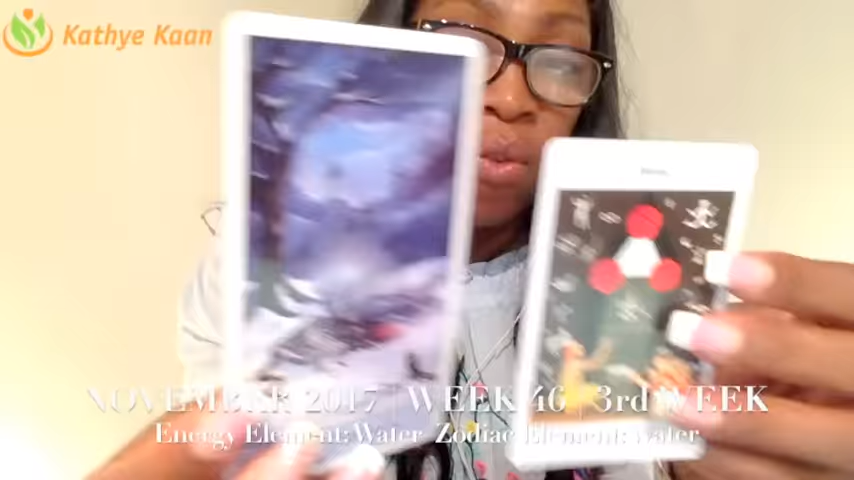 Kathye Kaan
NOVEMBER 2017 | WEEK 46 | 3rd WEEK
Energy Element: Water Zodiac Element: Water